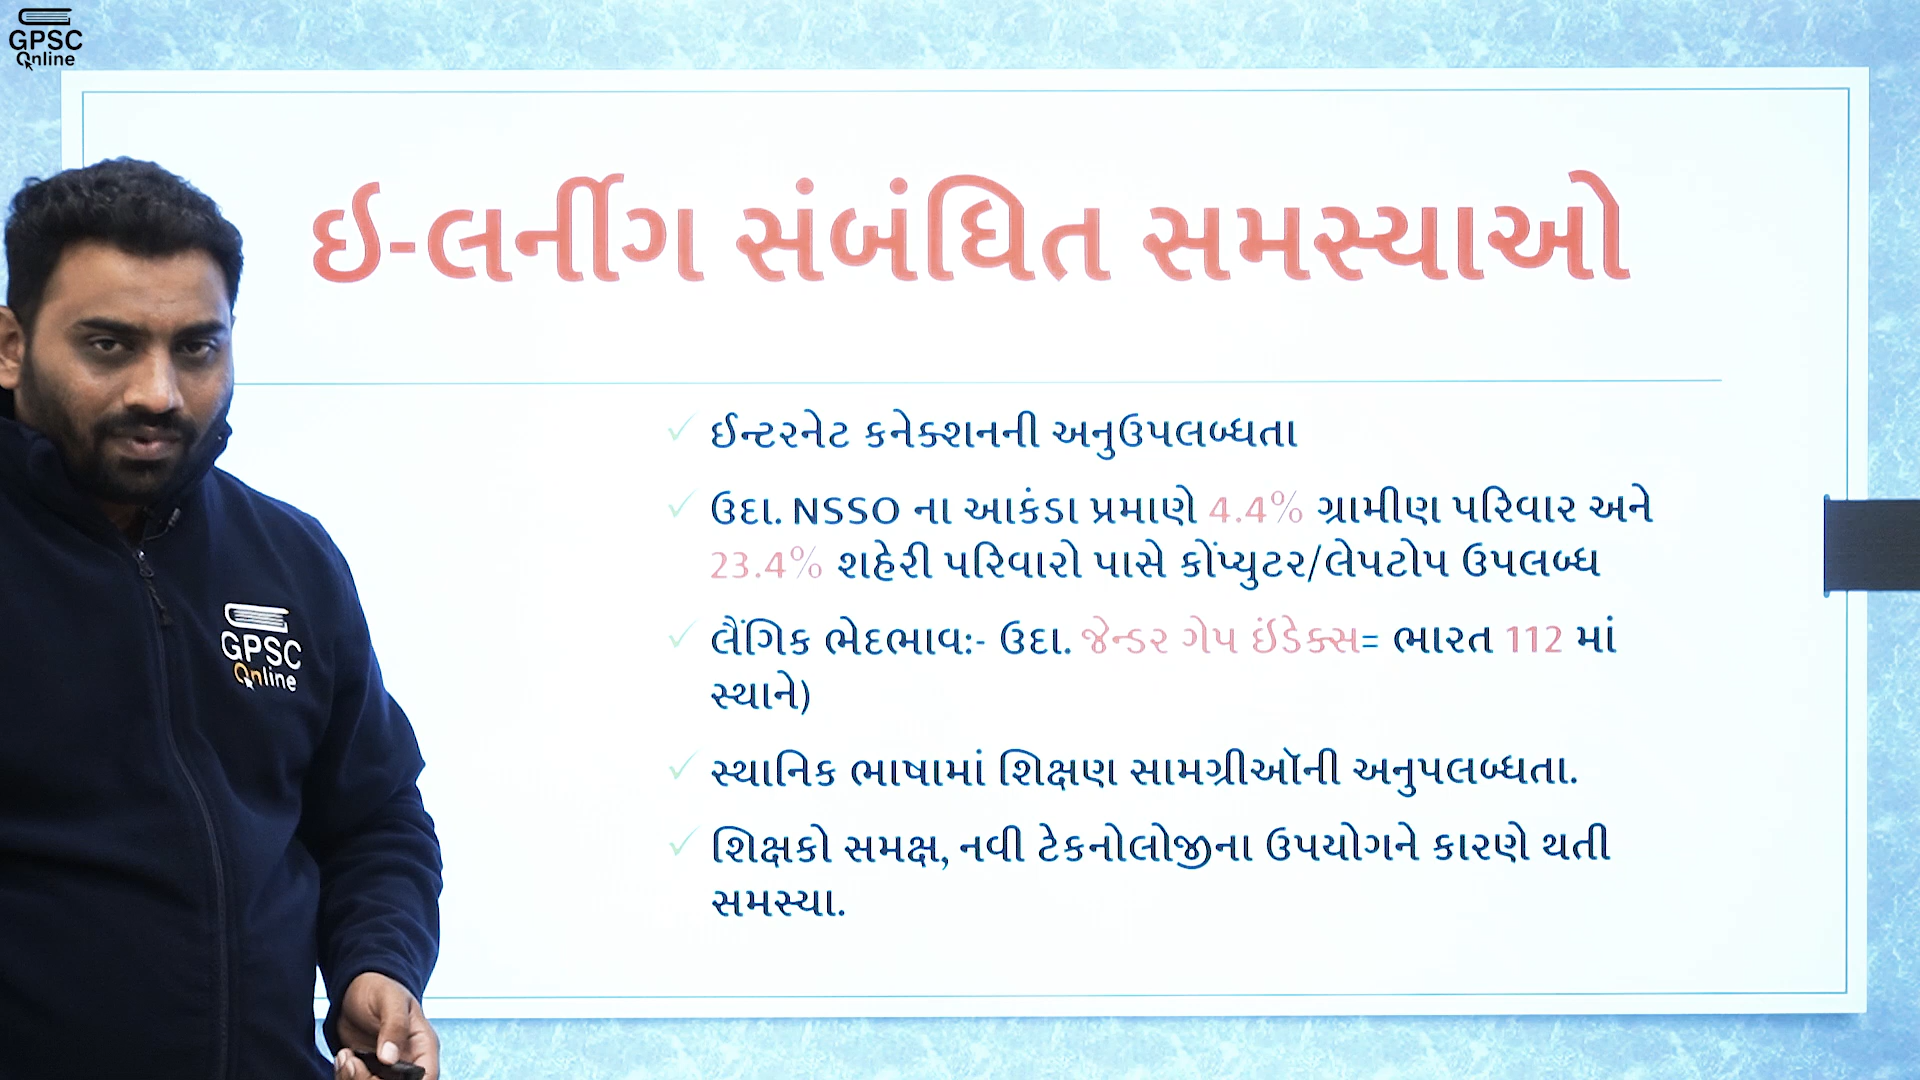 GPSC
Online
ઇ-લર્નીંગ સંબંધિત સમસ્યાઓ
ઈન્ટરનેટ કનેક્શનની અનુઉપલબ્ધતા
ઉદા. NSSO ના આકંડા પ્રમાણે 4.4% ગ્રામીણ પરિવાર અને
23.4% શહેરી પરિવારો પાસે કોંપ્યુટર/લેપટોપ ઉપલબ્ધ
લૈંગિક ભેદભાવઃ- ઉદા. જેન્ડર ગેપ ઇંડેક્સ= ભારત 112 માં
સ્થાને)
સ્થાનિક ભાષામાં શિક્ષણ સામગ્રીઑની અનુપલબ્ધતા.
શિક્ષકો સમક્ષ, નવી ટેકનોલોજીના ઉપયોગને કારણે થતી
સમસ્યા.
GPSC
Online